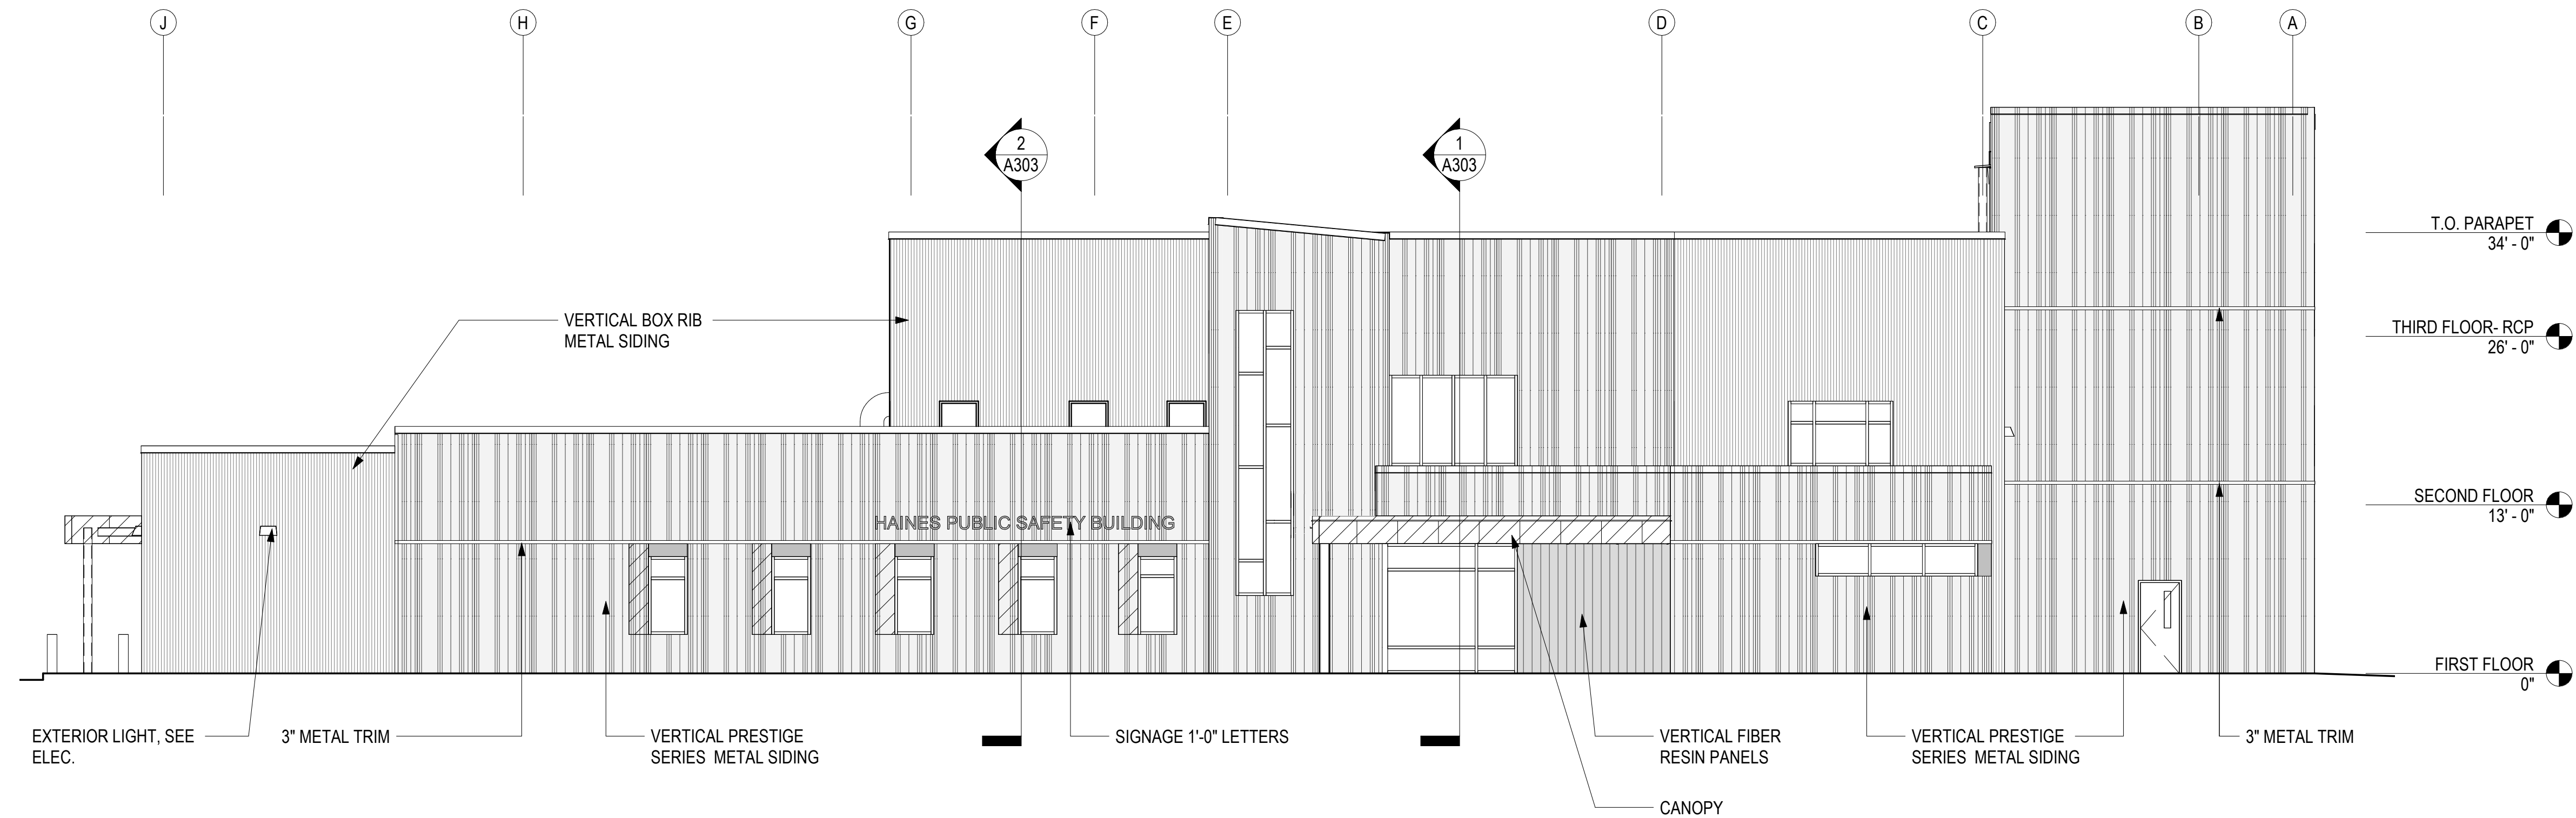 J
H
G
F
E
D
C
B
A
2
A303
1
A303
T.O. PARAPET
34' - 0"
VERTICAL BOX RIB
METAL SIDING
THIRD FLOOR- RCP
26' - 0"
SECOND FLOOR
13' - 0"
HAINES PUBLIC SAFETY BUILDING
FIRST FLOOR
0"
EXTERIOR LIGHT, SEE
ELEC.
3" METAL TRIM
VERTICAL PRESTIGE
SERIES METAL SIDING
SIGNAGE 1'-0" LETTERS
VERTICAL FIBER
RESIN PANELS
VERTICAL PRESTIGE
SERIES METAL SIDING
3" METAL TRIM
CANOPY